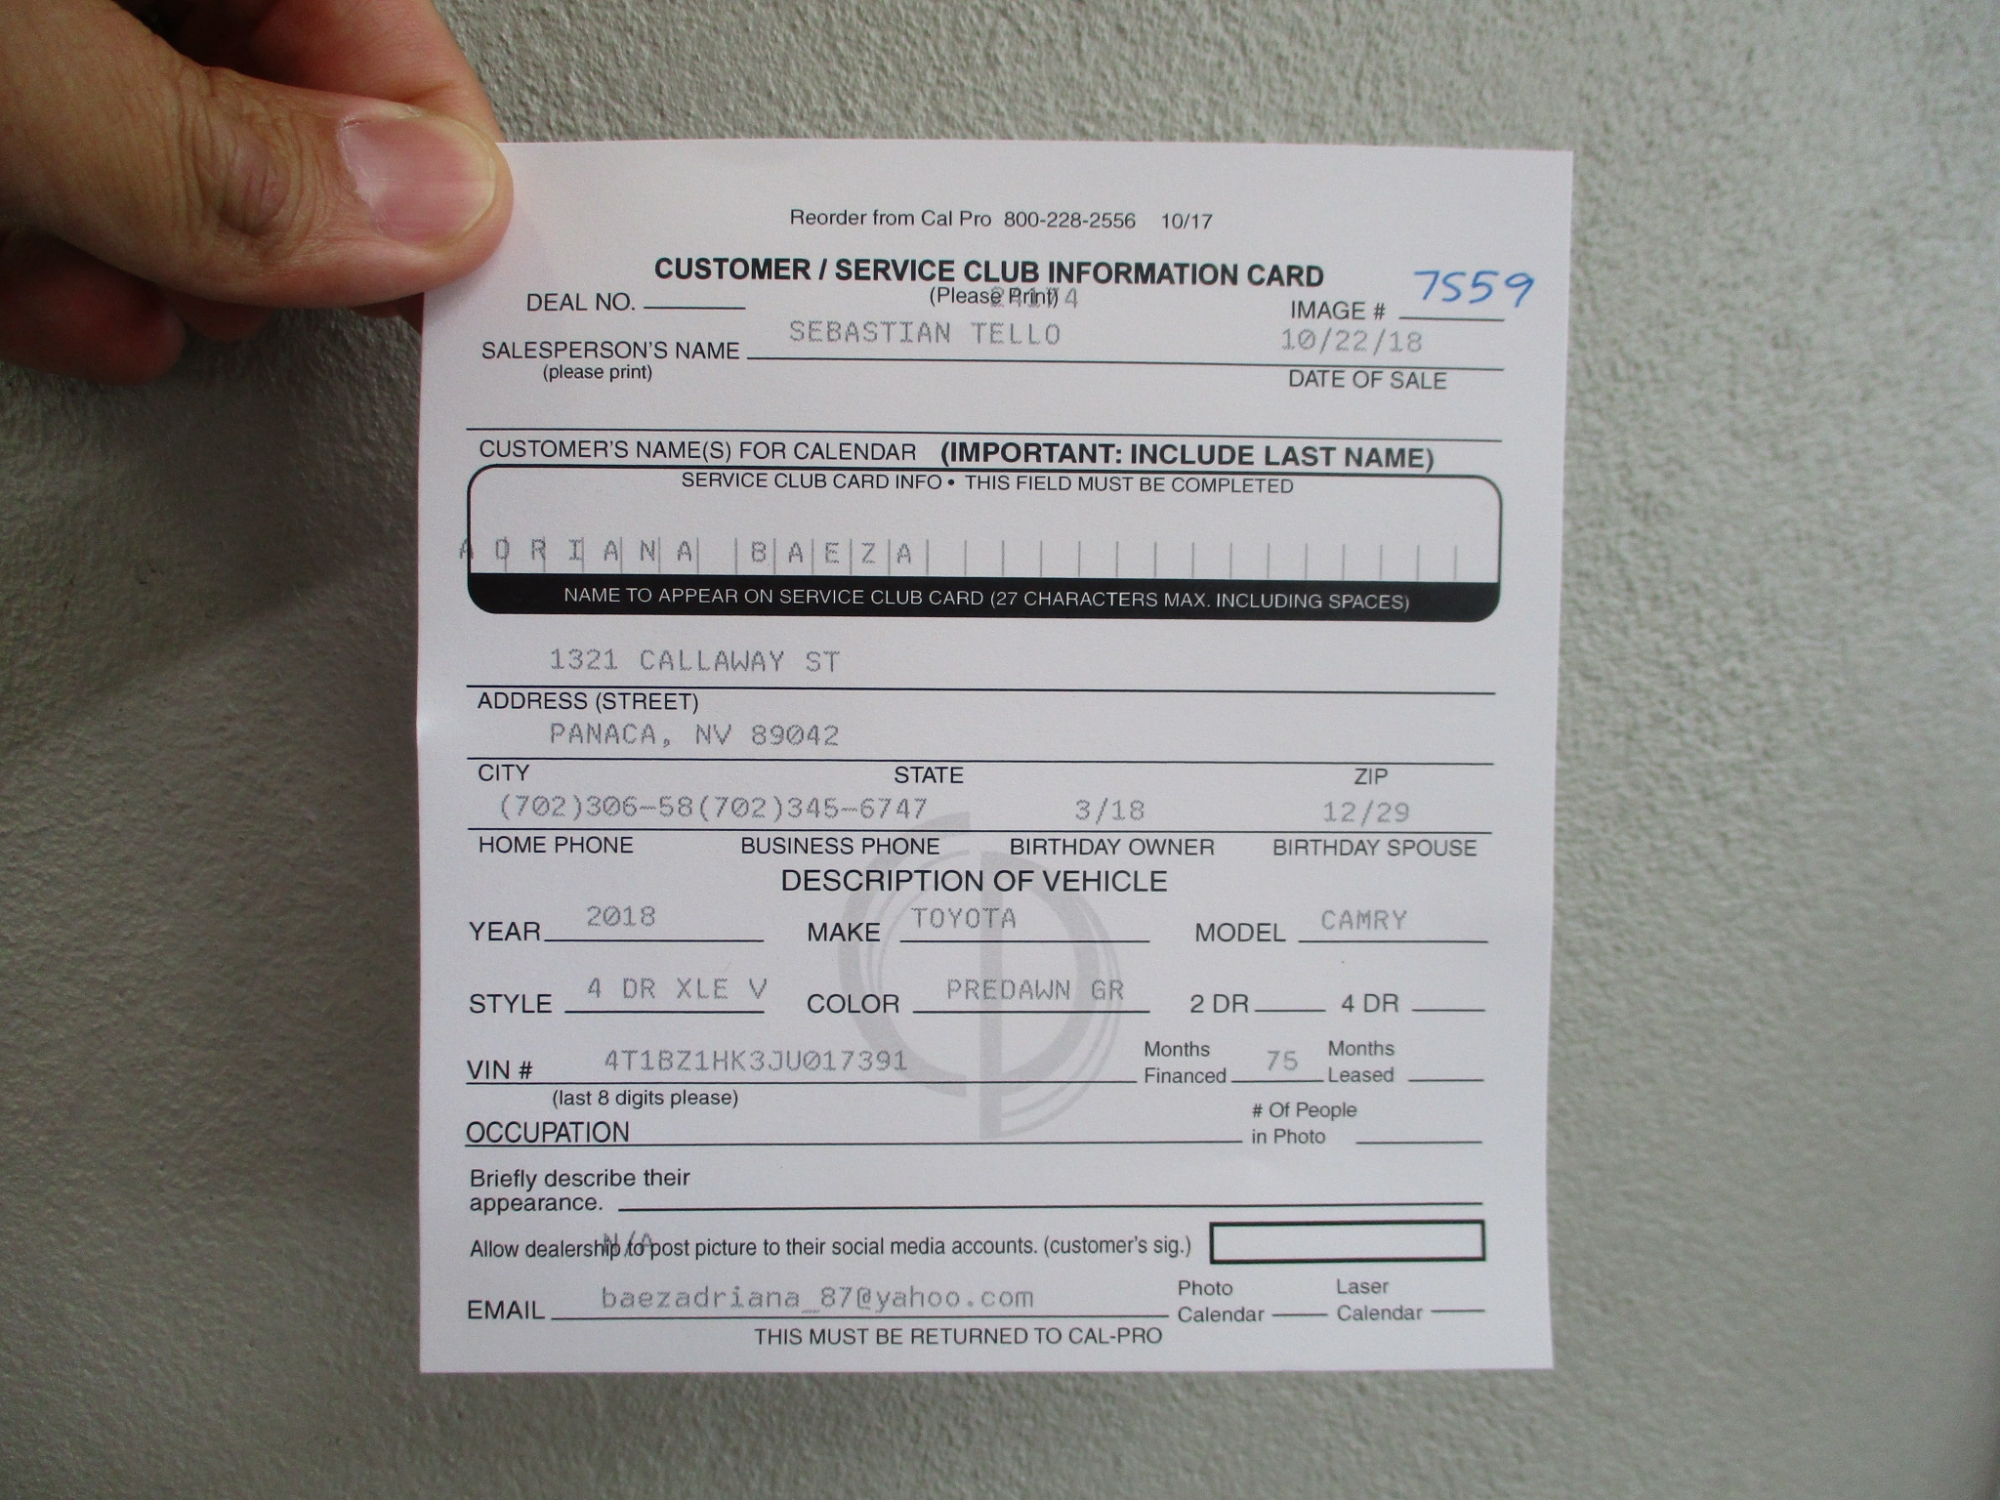 Reorder from Cal Pro 800-228-2556 10/17
CUSTOMER / SERVICE CLUB INFORMATION CARD
7559
DEAL NO. (Please Print) IMAGE #
SEBASTIAN TELLO 10/22/18
SALESPERSON'S NAME
(please print) DATE OF SALE
CUSTOMER'S NAME(S) FOR CALENDAR (IMPORTANT: INCLUDE LAST NAME)
SERVICE CLUB CARD INFO • THIS FIELD MUST BE COMPLETED
ADRIANA BAEZA
NAME TO APPEAR ON SERVICE CLUB CARD (27 CHARACTERS MAX. INCLUDING SPACES)
1321 CALLAWAY ST
ADDRESS (STREET)
PANACA, NV 89042
CITY STATE ZIP
(702)306-58(702)345-6747 3/18 12/29
HOME PHONE BUSINESS PHONE BIRTHDAY OWNER BIRTHDAY SPOUSE
DESCRIPTION OF VEHICLE
YEAR 2018 MAKE TOYOTA MODEL CAMRY
STYLE 4 DR XLE V COLOR PREDAWN GR 2 DR 4 DR
VIN # 4T1BZ1HK3JU017391 Months Financed 75 Months Leased
(last 8 digits please)
OCCUPATION # Of People in Photo
Briefly describe their
appearance.
N/A
Allow dealership to post picture to their social media accounts. (customer's sig.)
EMAIL baezadriana_87@yahoo.com Photo Calendar Laser Calendar
THIS MUST BE RETURNED TO CAL-PRO